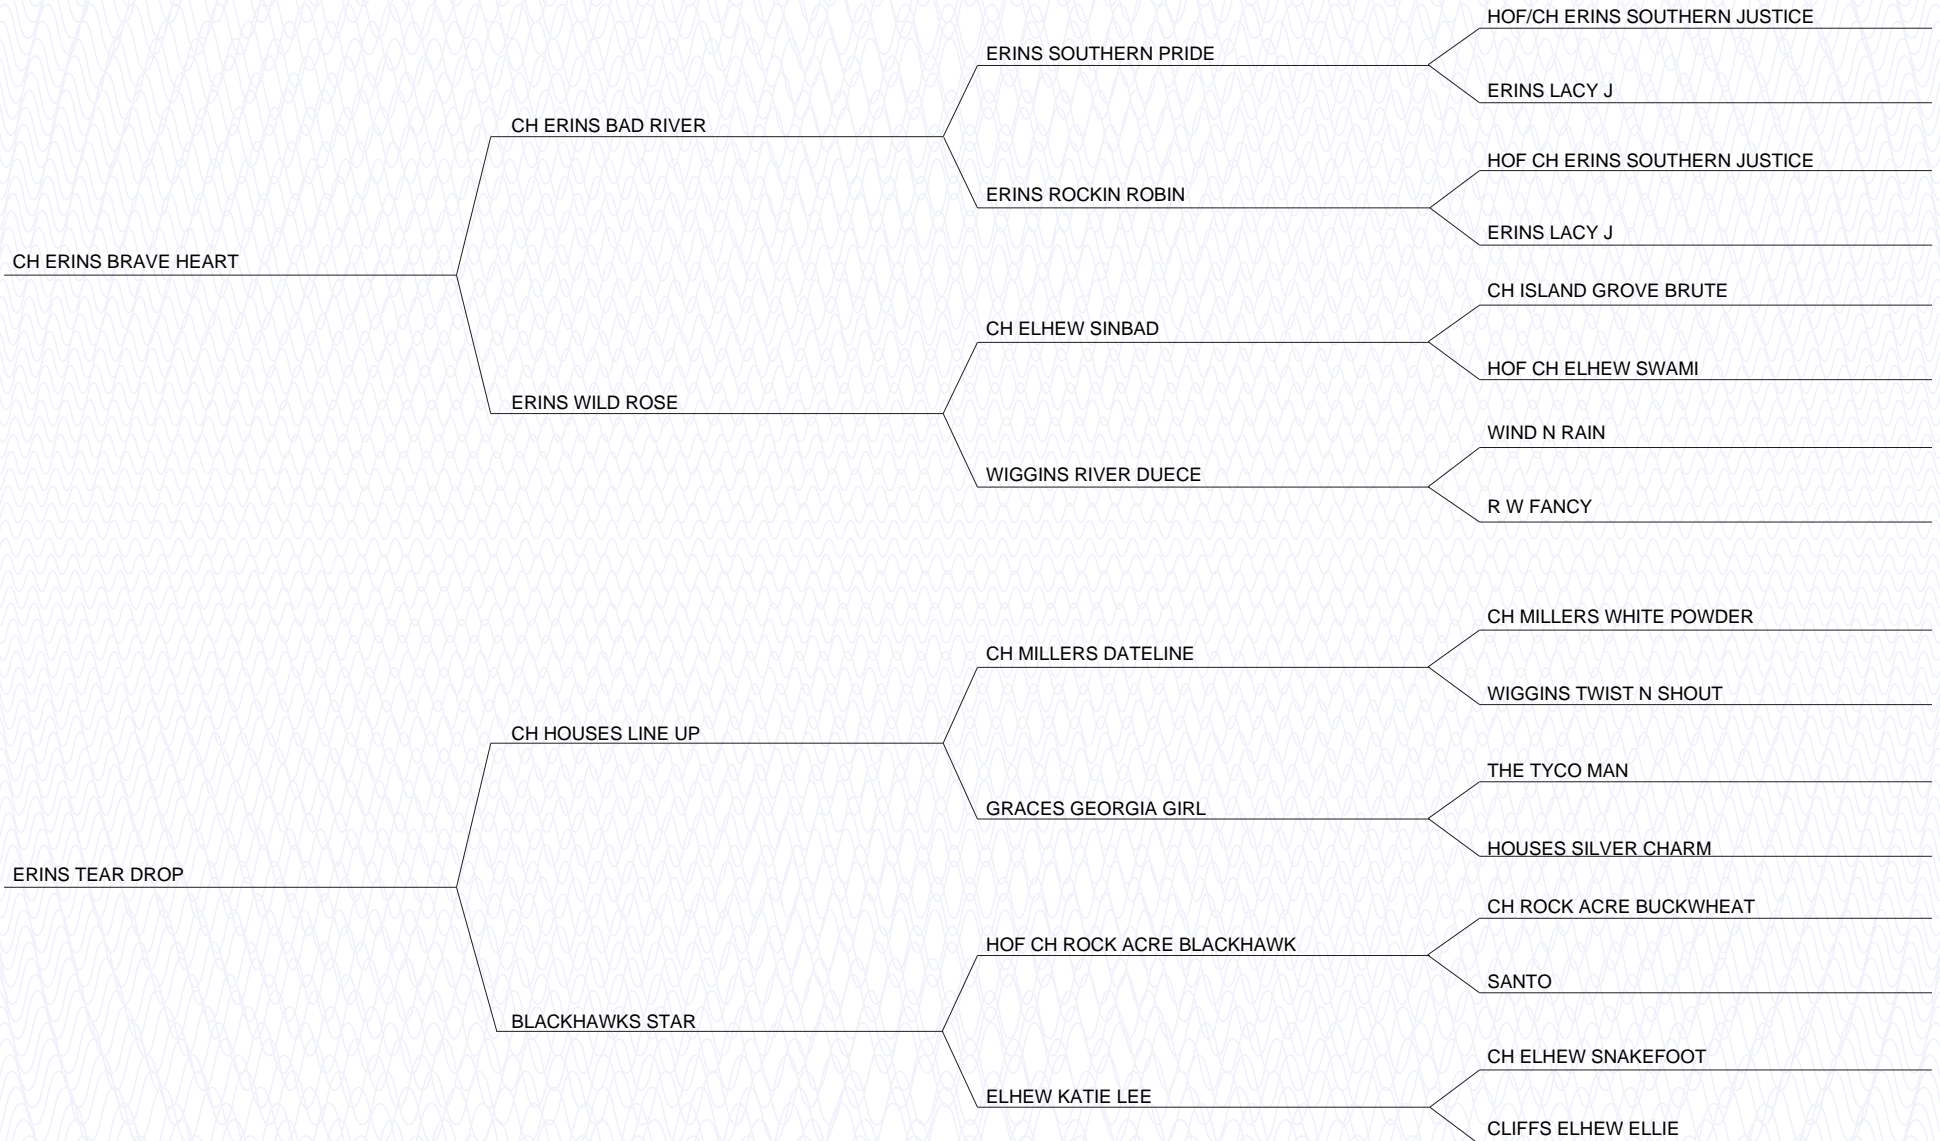 HOF/CH ERINS SOUTHERN JUSTICE
ERINS SOUTHERN PRIDE
ERINS LACY J
CH ERINS BAD RIVER
HOF CH ERINS SOUTHERN JUSTICE
ERINS ROCKIN ROBIN
ERINS LACY J
CH ERINS BRAVE HEART
CH ISLAND GROVE BRUTE
CH ELHEW SINBAD
HOF CH ELHEW SWAMI
ERINS WILD ROSE
WIND N RAIN
WIGGINS RIVER DUECE
R W FANCY
CH MILLERS WHITE POWDER
CH MILLERS DATELINE
WIGGINS TWIST N SHOUT
CH HOUSES LINE UP
THE TYCO MAN
GRACES GEORGIA GIRL
HOUSES SILVER CHARM
ERINS TEAR DROP
CH ROCK ACRE BUCKWHEAT
HOF CH ROCK ACRE BLACKHAWK
SANTO
BLACKHAWKS STAR
CH ELHEW SNAKEFOOT
ELHEW KATIE LEE
CLIFFS ELHEW ELLIE